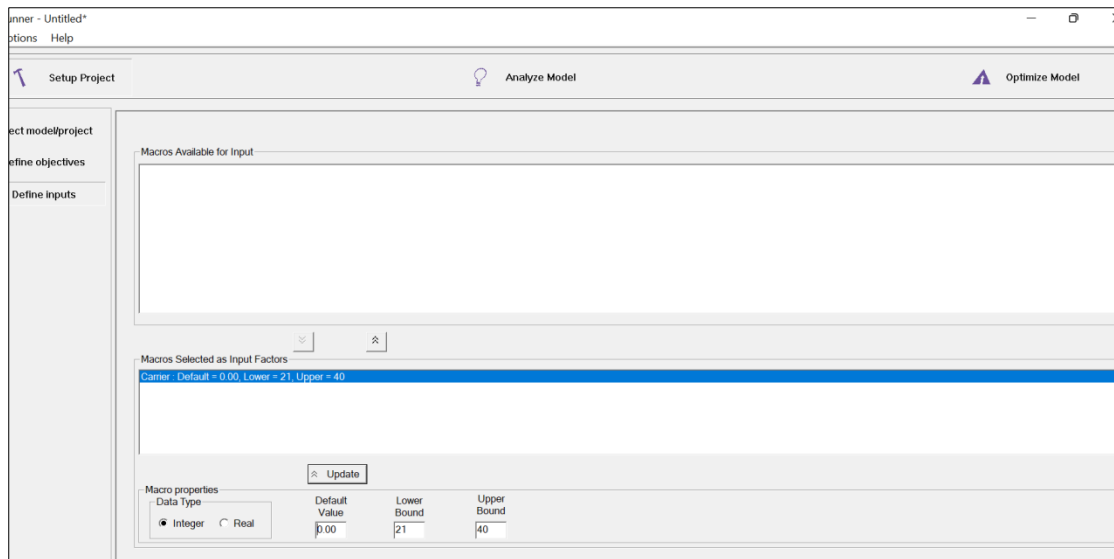 unner - Untitled*
ptions Help
Setup Project
Analyze Model
Optimize Model
ect model/project
efine objectives
Define inputs
Macros Available for Input
Macros Selected as Input Factors
Carrier : Default = 0.00, Lower = 21, Upper = 40
Update
Macro properties
Data Type
Integer Real
Default Value
0.00
Lower Bound
21
Upper Bound
40